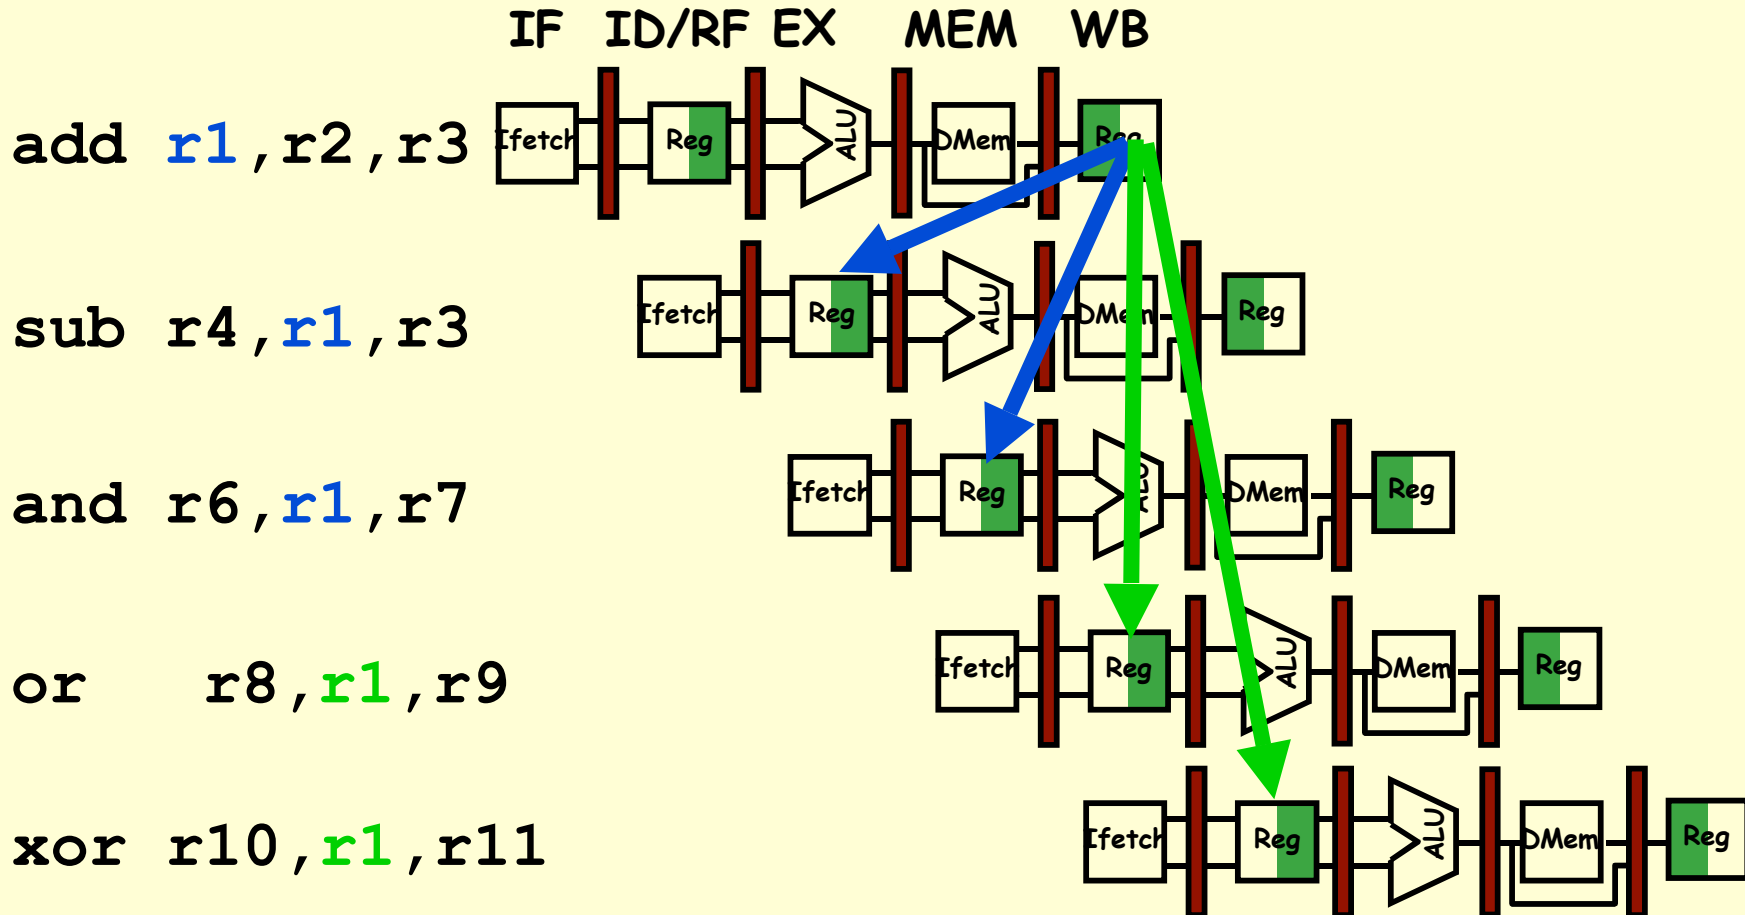 IF ID/RF EX MEM WB
add r1,r2,r3 Ifetch Reg ALU DMem Reg
sub r4,r1,r3 Ifetch Reg ALU DMem Reg
and r6,r1,r7 Ifetch Reg ALU DMem Reg
or r8,r1,r9 Ifetch Reg ALU DMem Reg
xor r10,r1,r11 Ifetch Reg ALU DMem Reg